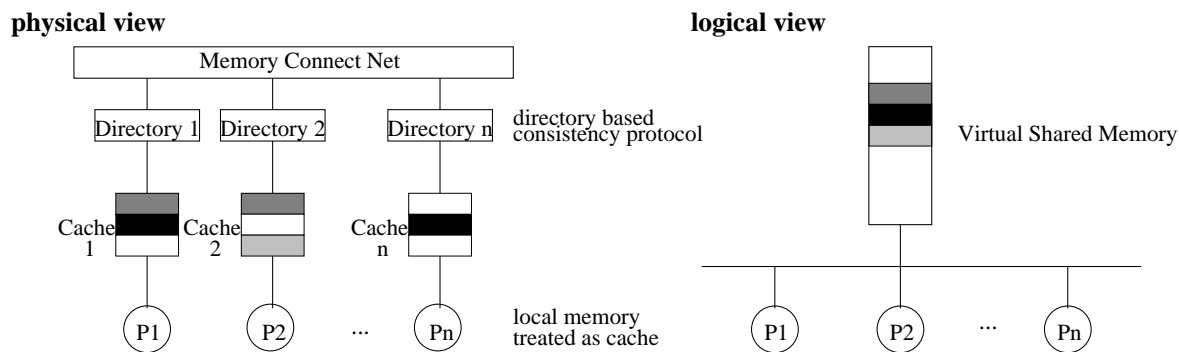 physical view
Memory Connect Net
Directory 1
Directory 2
Directory n
directory based
consistency protocol
Cache
1
Cache
2
Cache
n
P1
P2
...
Pn
local memory
treated as cache
logical view
Virtual Shared Memory
P1
P2
...
Pn